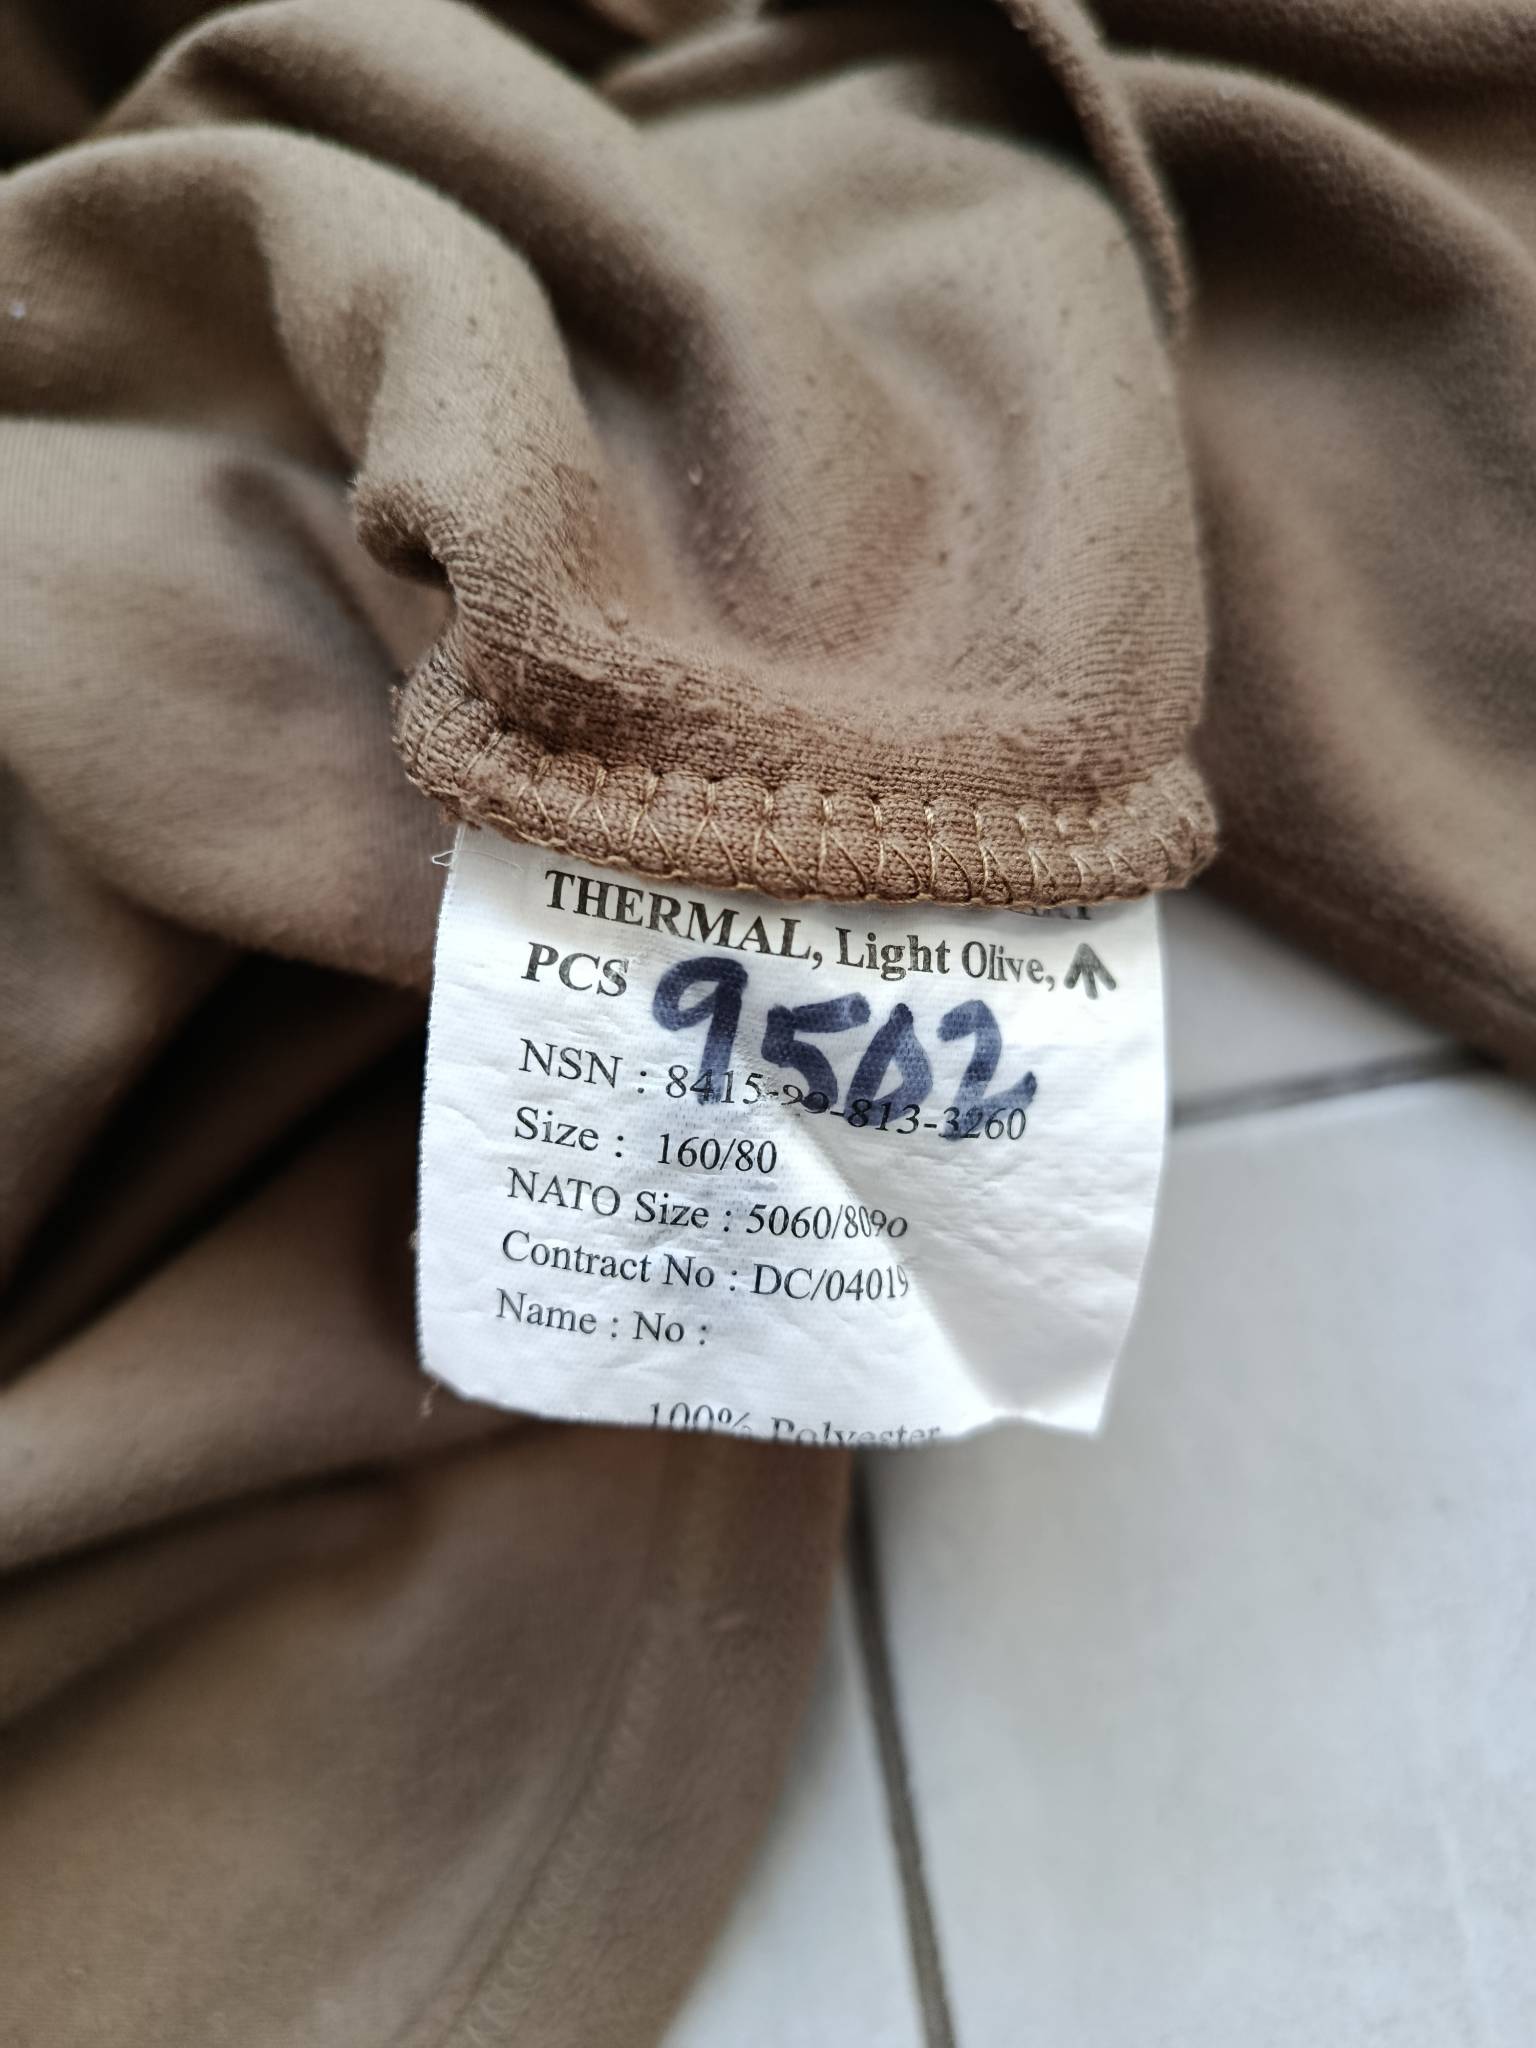 THERMAL, Light Olive,
PCS
9502
NSN : 8415-99-813-3260
Size : 160/80
NATO Size : 5060/8090
Contract No : DC/04019
Name : No :
100% Polyester